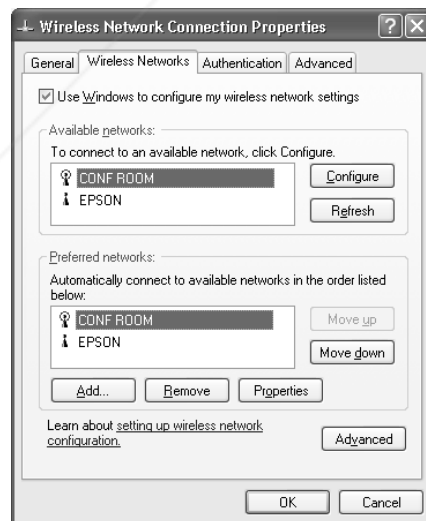 Wireless Network Connection Properties
General Wireless Networks Authentication Advanced
Use Windows to configure my wireless network settings
Available networks:
To connect to an available network, click Configure.
CONF ROOM
EPSON
Configure
Refresh
Preferred networks:
Automatically connect to available networks in the order listed
below:
CONF ROOM
EPSON
Move up
Move down
Add... Remove Properties
Learn about setting up wireless network
configuration.
Advanced
OK Cancel